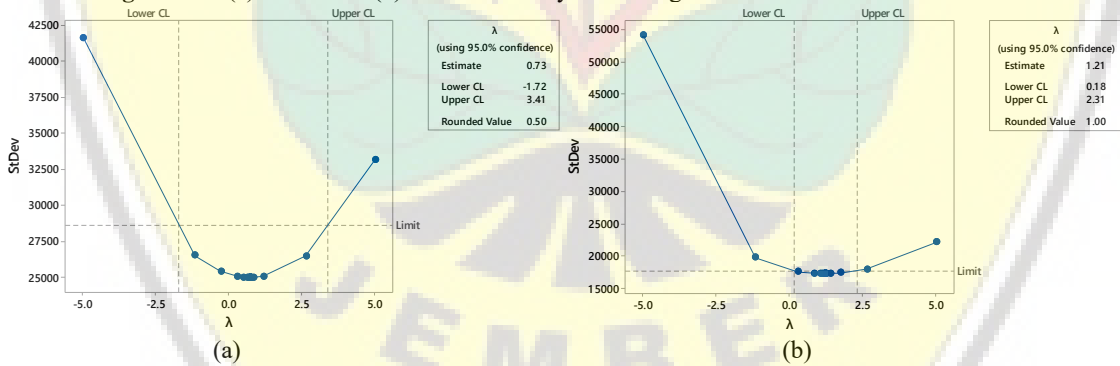 Lower CL Upper CL
42500
40000
37500
35000
32500
30000
27500
25000
StDev
-5.0 -2.5 0.0 2.5 5.0
λ
Limit
λ
(using 95.0% confidence)
Estimate 0.73
Lower CL -1.72
Upper CL 3.41
Rounded Value 0.50
(a)
Lower CL Upper CL
55000
50000
45000
40000
35000
30000
25000
20000
15000
StDev
-5.0 -2.5 0.0 2.5 5.0
λ
Limit
λ
(using 95.0% confidence)
Estimate 1.21
Lower CL 0.18
Upper CL 2.31
Rounded Value 1.00
(b)
JEMBER